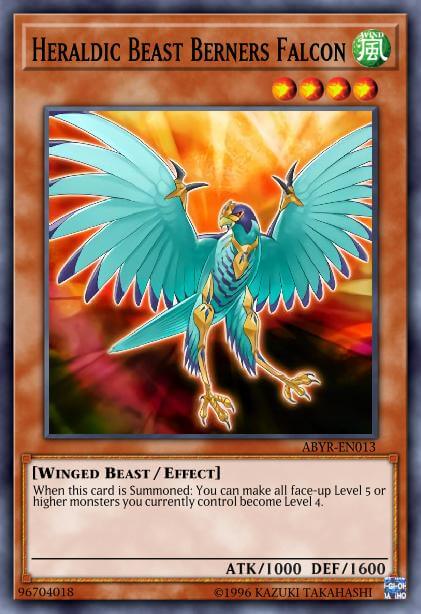 Heraldic Beast Berners Falcon
WIND
風
ABYR-EN013
[Winged Beast / Effect]
When this card is Summoned: You can make all face-up Level 5 or
higher monsters you currently control become Level 4.
ATK/1000 DEF/1600
96704018
©1996 KAZUKI TAKAHASHI